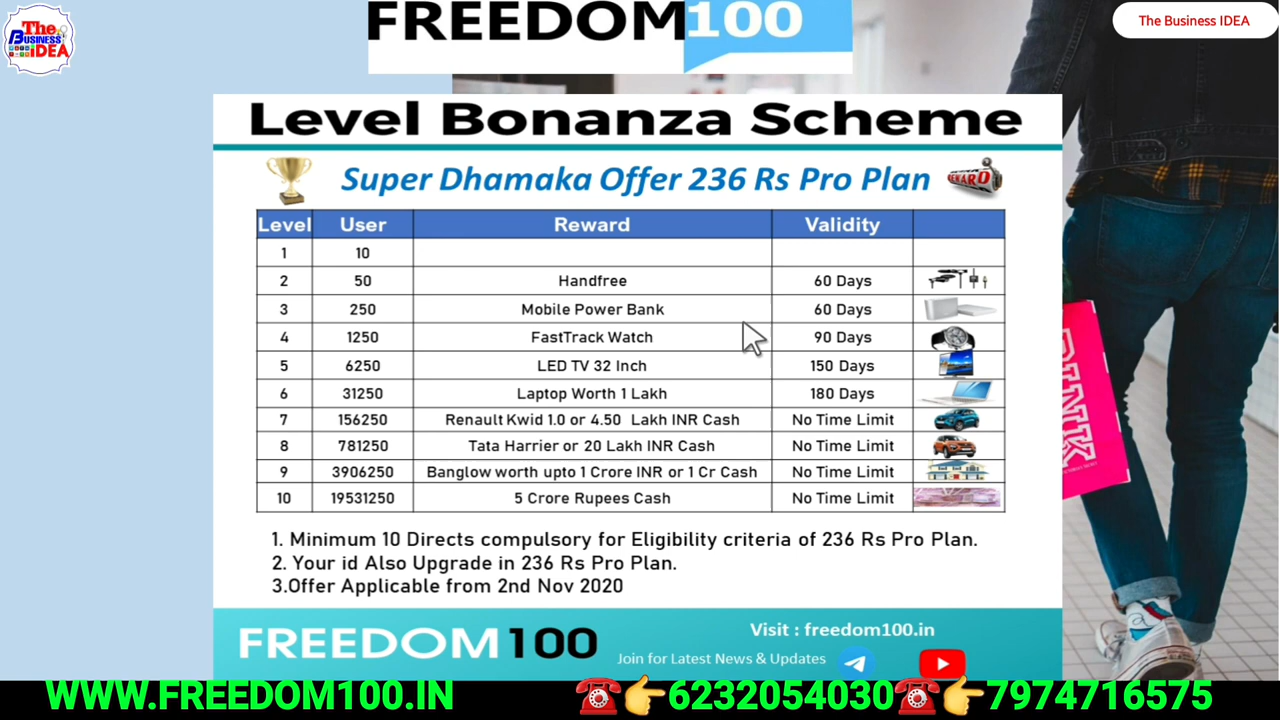 The
BUSINESS
iDEA
FREEDOM100
The Business IDEA
Level Bonanza Scheme
Super Dhamaka Offer 236 Rs Pro Plan
REWARD
Level User Reward Validity
1 10
2 50 Handfree 60 Days
3 250 Mobile Power Bank 60 Days
4 1250 FastTrack Watch 90 Days
5 6250 LED TV 32 Inch 150 Days
6 31250 Laptop Worth 1 Lakh 180 Days
7 156250 Renault Kwid 1.0 or 4.50 Lakh INR Cash No Time Limit
8 781250 Tata Harrier or 20 Lakh INR Cash No Time Limit
9 3906250 Banglow worth upto 1 Crore INR or 1 Cr Cash No Time Limit
10 19531250 5 Crore Rupees Cash No Time Limit
PINK
1. Minimum 10 Directs compulsory for Eligibility criteria of 236 Rs Pro Plan.
2. Your id Also Upgrade in 236 Rs Pro Plan.
3.Offer Applicable from 2nd Nov 2020
FREEDOM100
Visit : freedom100.in
Join for Latest News & Updates
WWW.FREEDOM100.IN ☎️👉6232054030☎️👉7974716575